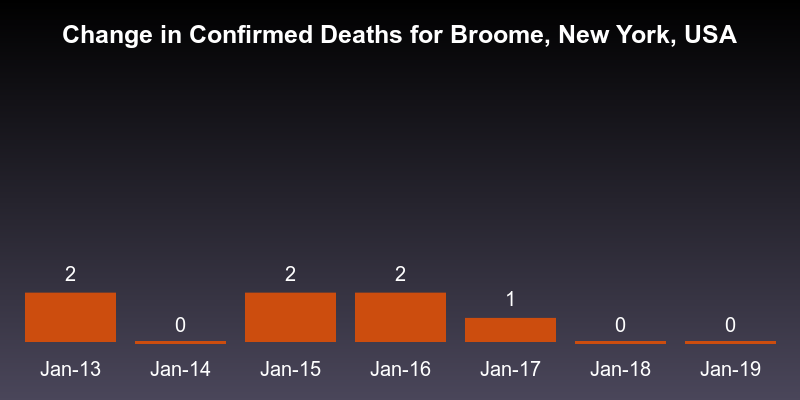 Change in Confirmed Deaths for Broome, New York, USA
2 0 2 2 1 0 0
Jan-13 Jan-14 Jan-15 Jan-16 Jan-17 Jan-18 Jan-19